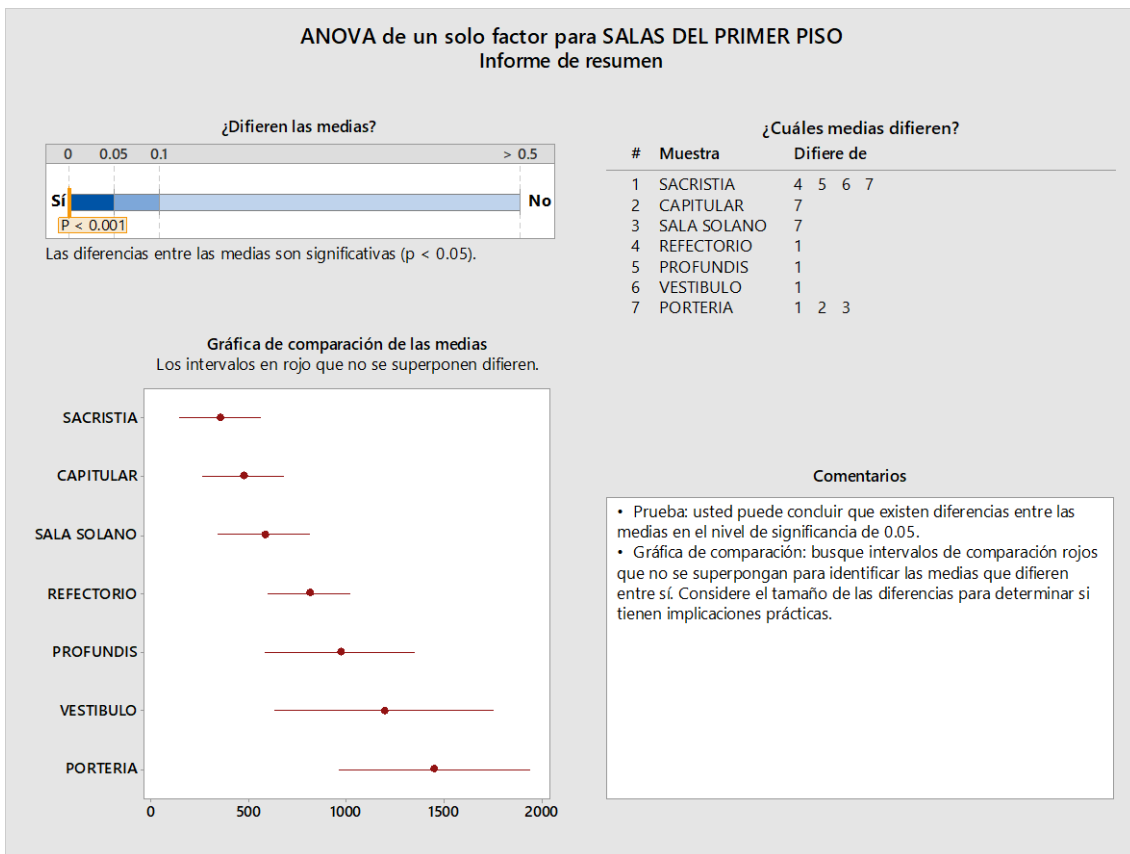 ANOVA de un solo factor para SALAS DEL PRIMER PISO
Informe de resumen
¿Difieren las medias?
0 0.05 0.1 > 0.5
Sí No
P < 0.001
Las diferencias entre las medias son significativas (p < 0.05).
¿Cuáles medias difieren?
# Muestra Difiere de
1 SACRISTIA 4 5 6 7
2 CAPITULAR 7
3 SALA SOLANO 7
4 REFECTORIO 1
5 PROFUNDIS 1
6 VESTIBULO 1
7 PORTERIA 1 2 3
Gráfica de comparación de las medias
Los intervalos en rojo que no se superponen difieren.
SACRISTIA
CAPITULAR
SALA SOLANO
REFECTORIO
PROFUNDIS
VESTIBULO
PORTERIA
0 500 1000 1500 2000
Comentarios
• Prueba: usted puede concluir que existen diferencias entre las
medias en el nivel de significancia de 0.05.
• Gráfica de comparación: busque intervalos de comparación rojos
que no se superpongan para identificar las medias que difieren
entre sí. Considere el tamaño de las diferencias para determinar si
tienen implicaciones prácticas.